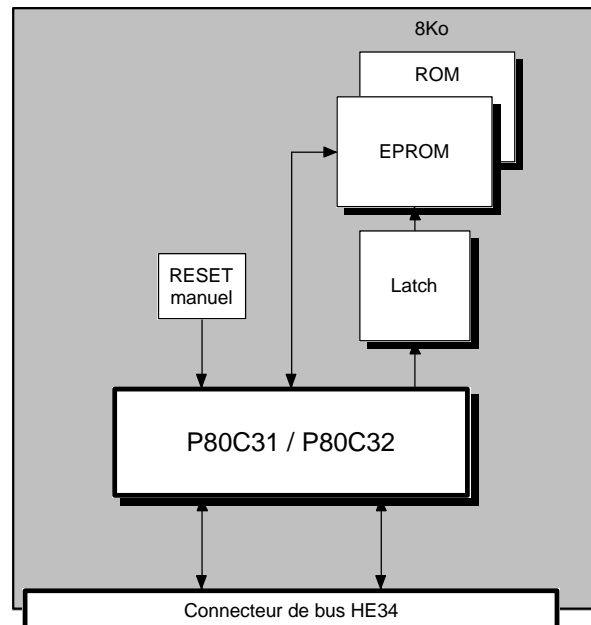 8Ko
ROM
EPROM
RESET
manuel
Latch
P80C31 / P80C32
Connecteur de bus HE34